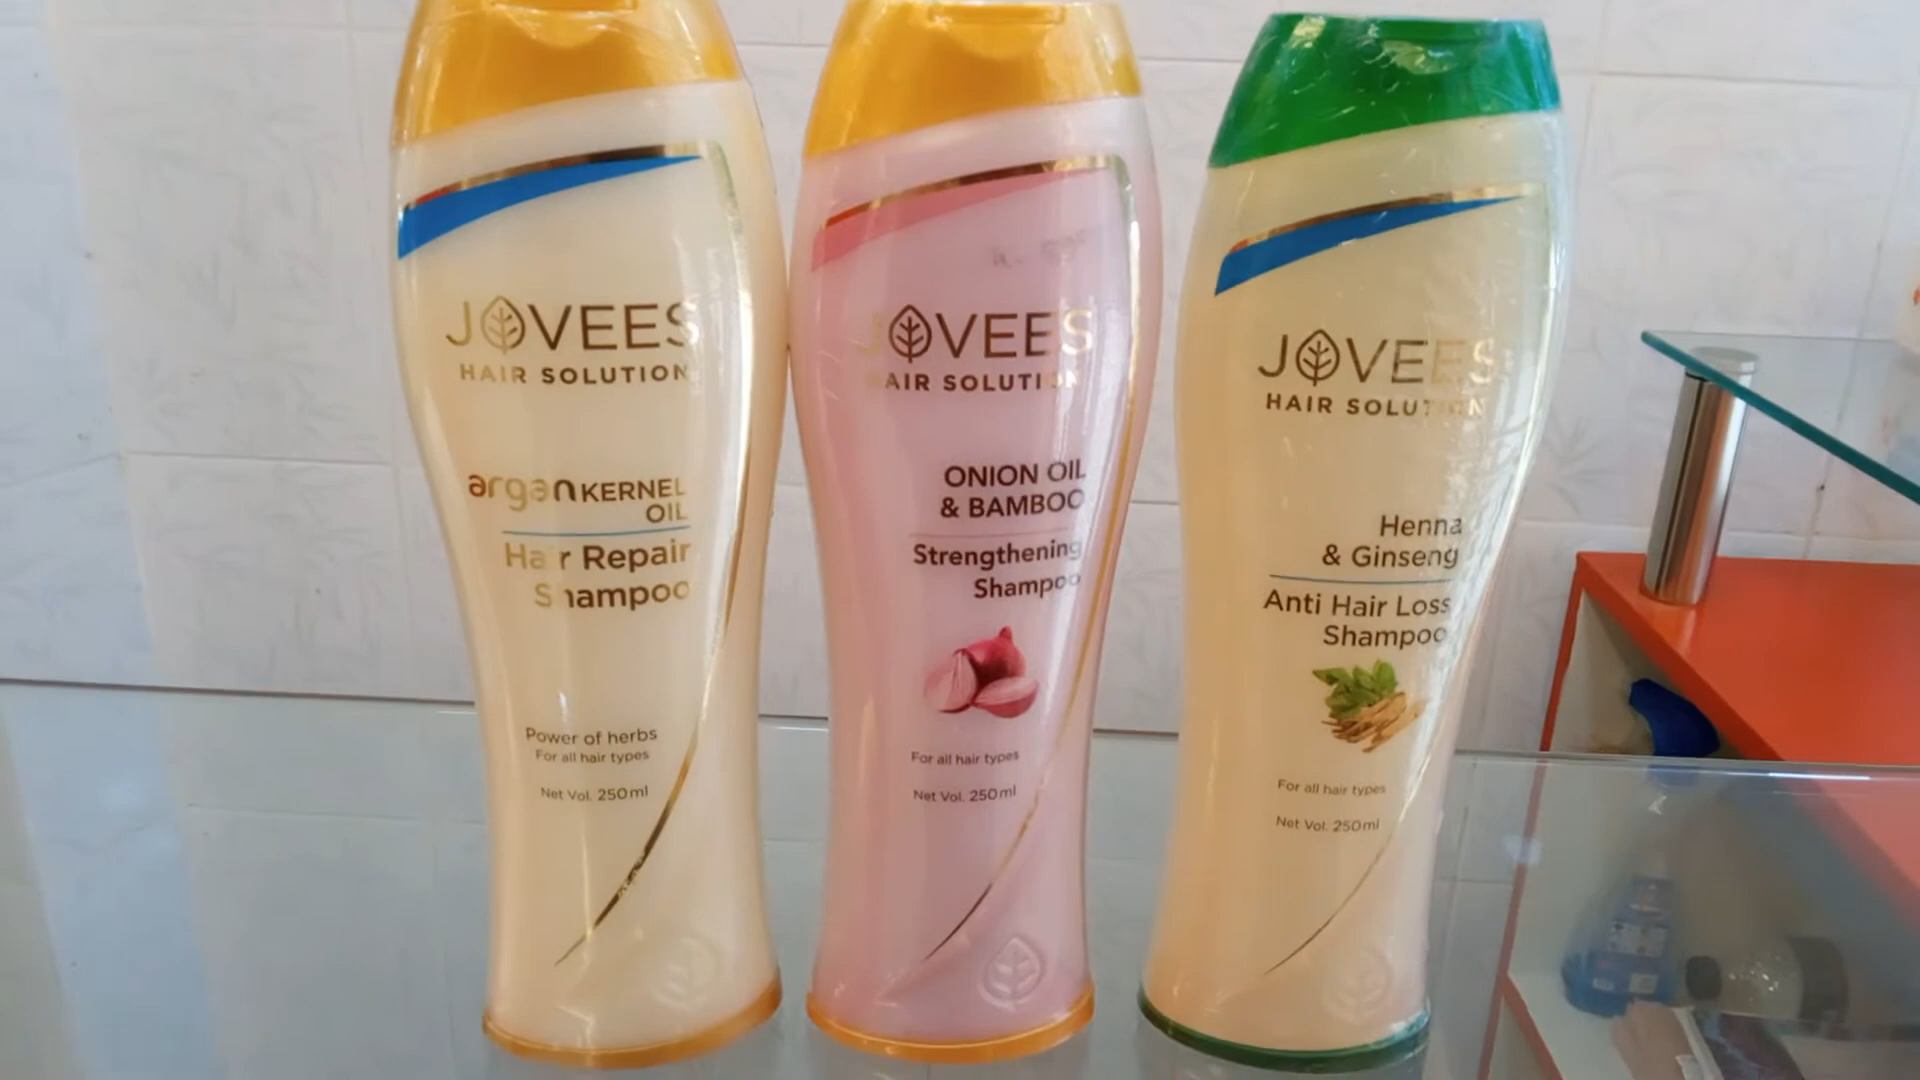 JOVEES
HAIR SOLUTION
argan KERNEL
OIL
Hair Repair
Shampoo
Power of herbs
For all hair types
Net Vol. 250ml
JOVEES
HAIR SOLUTION
ONION OIL
& BAMBOO
Strengthening
Shampoo
For all hair types
Net Vol. 250ml
JOVEES
HAIR SOLUTION
Henna
& Ginseng
Anti Hair Loss
Shampoo
For all hair types
Net Vol. 250ml